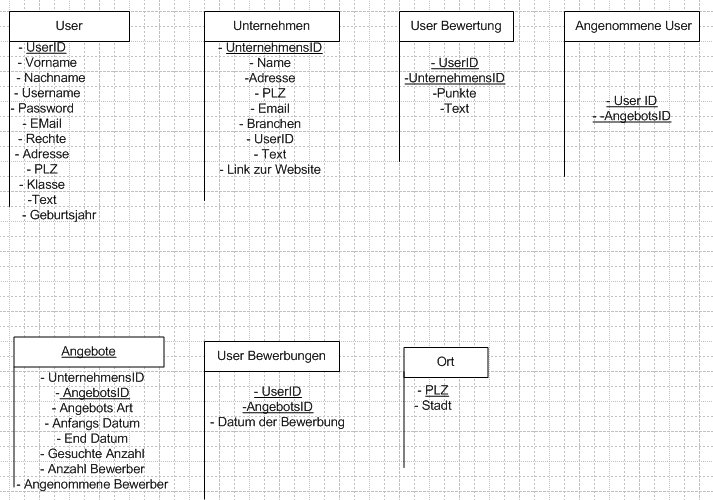 User
- UserID
- Vorname
- Nachname
- Username
- Password
- EMail
- Rechte
- Adresse
- PLZ
- Klasse
-Text
- Geburtsjahr
Unternehmen
- UnternehmensID
- Name
-Adresse
- PLZ
- Email
- Branchen
- UserID
- Text
- Link zur Website
User Bewertung
- UserID
-UnternehmensID
-Punkte
-Text
Angenommene User
- User ID
- -AngebotsID
Angebote
- UnternehmensID
- AngebotsID
- Angebots Art
- Anfangs Datum
- End Datum
- Gesuchte Anzahl
- Anzahl Bewerber
- Angenommene Bewerber
User Bewerbungen
- UserID
-AngebotsID
- Datum der Bewerbung
Ort
- PLZ
- Stadt